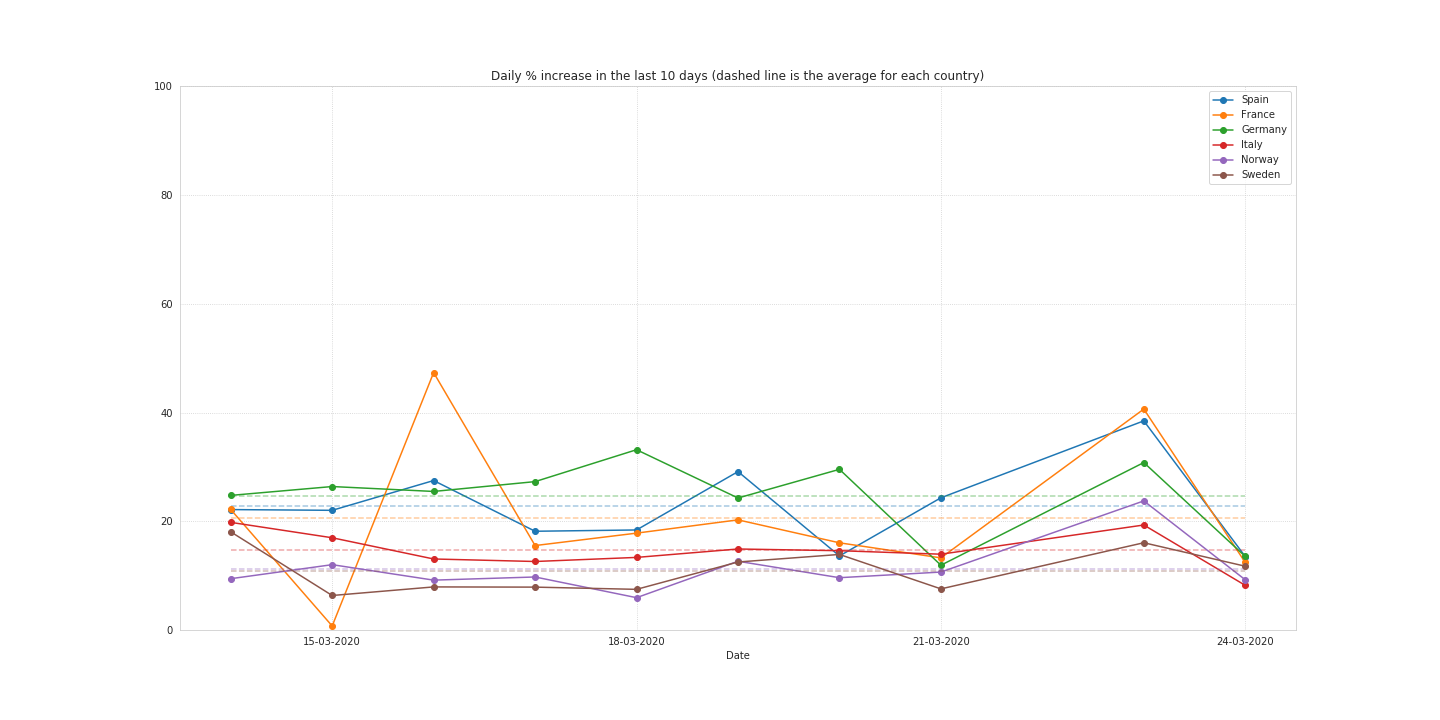 Daily % increase in the last 10 days (dashed line is the average for each country)
100
80
60
40
20
0
Spain
France
Germany
Italy
Norway
Sweden
15-03-2020
18-03-2020
21-03-2020
24-03-2020
Date